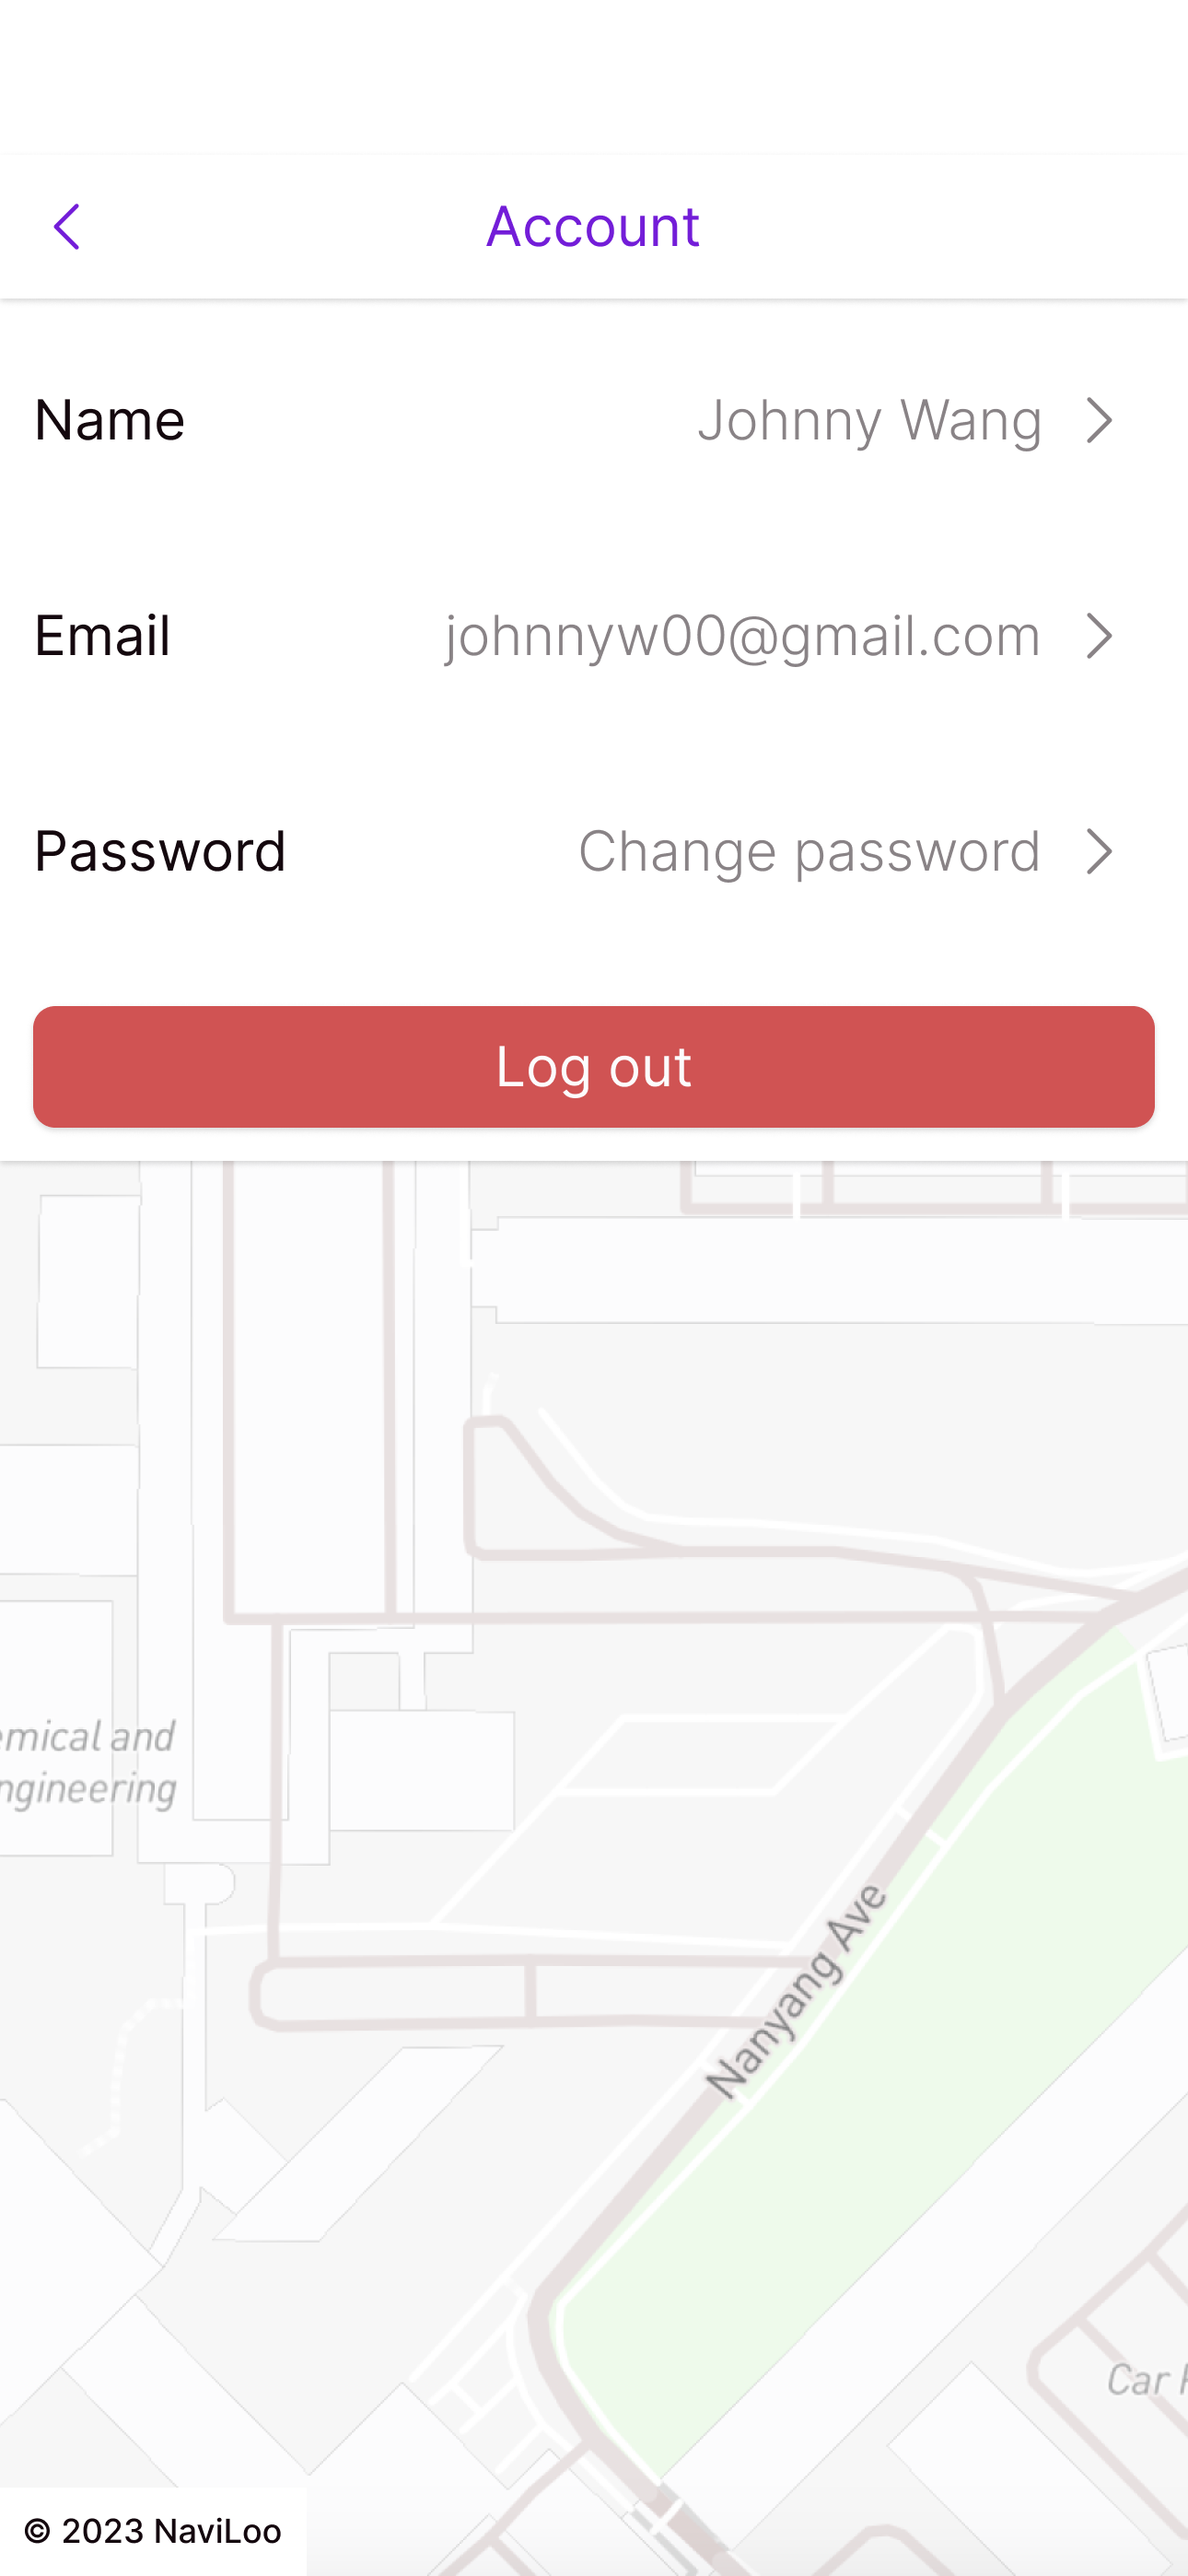 Account
Name
Johnny Wang
Email
johnnyw00@gmail.com
Password
Change password
Log out
emical and
ngineering
Nanyang Ave
Car
© 2023 NaviLoo